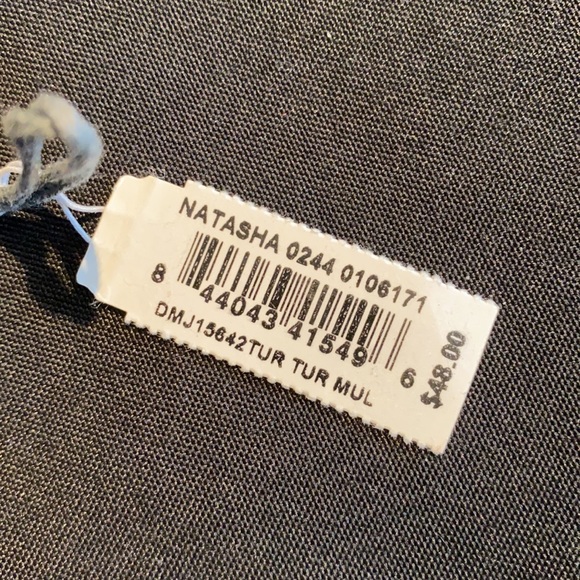 NATASHA 0244 0106171
8 44043 41549 6
DMJ15642TUR TUR MUL
$48.00